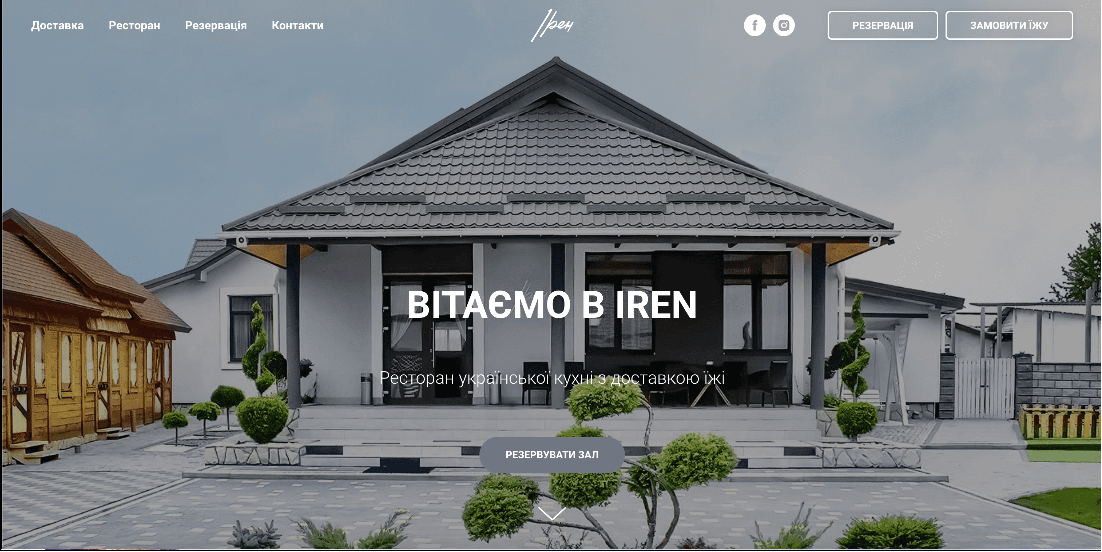 Доставка
Ресторан
Резервація
Контакти
Ірен
f
РЕЗЕРВАЦІЯ
ЗАМОВИТИ ЇЖУ
ВІТАЄМО В IREN
Ресторан української кухні з доставкою їжі
РЕЗЕРВУВАТИ ЗАЛ